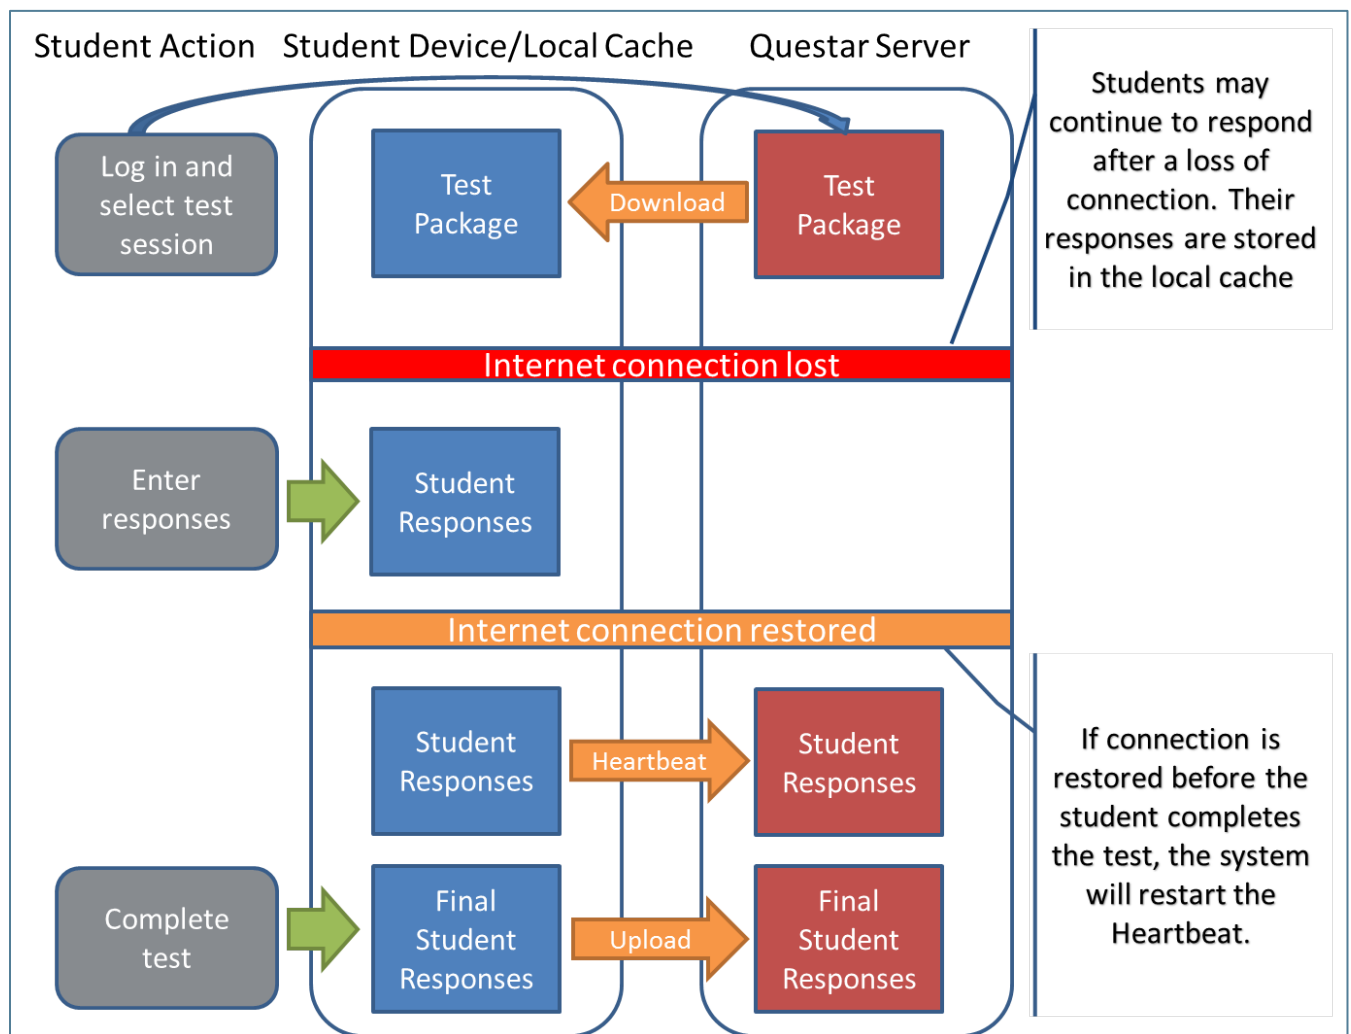 Student Action
Student Device/Local Cache
Questar Server
Log in and
select test
session
Test
Package
Download
Test
Package
Students may
continue to respond
after a loss of
connection. Their
responses are stored
in the local cache
Internet connection lost
Enter
responses
Student
Responses
Internet connection restored
Student
Responses
Heartbeat
Student
Responses
If connection is
restored before the
student completes
the test, the system
will restart the
Heartbeat.
Complete
test
Final
Student
Responses
Upload
Final
Student
Responses